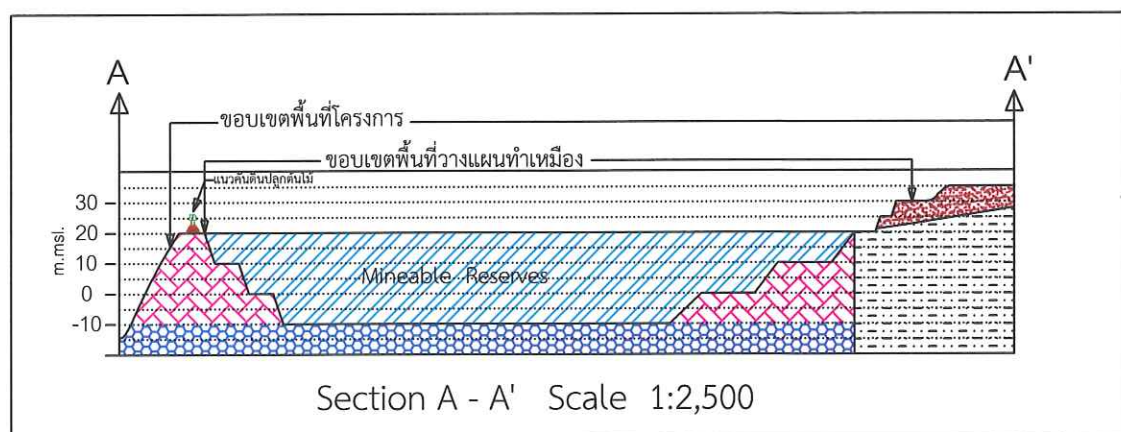 A A'
ขอบเขตพื้นที่โครงการ
ขอบเขตพื้นที่วางแผนทำเหมือง
แนวคันดินปลูกต้นไม้
30
20
10
0
-10
m.msl.
Mineable Reserves
Section A - A' Scale 1:2,500